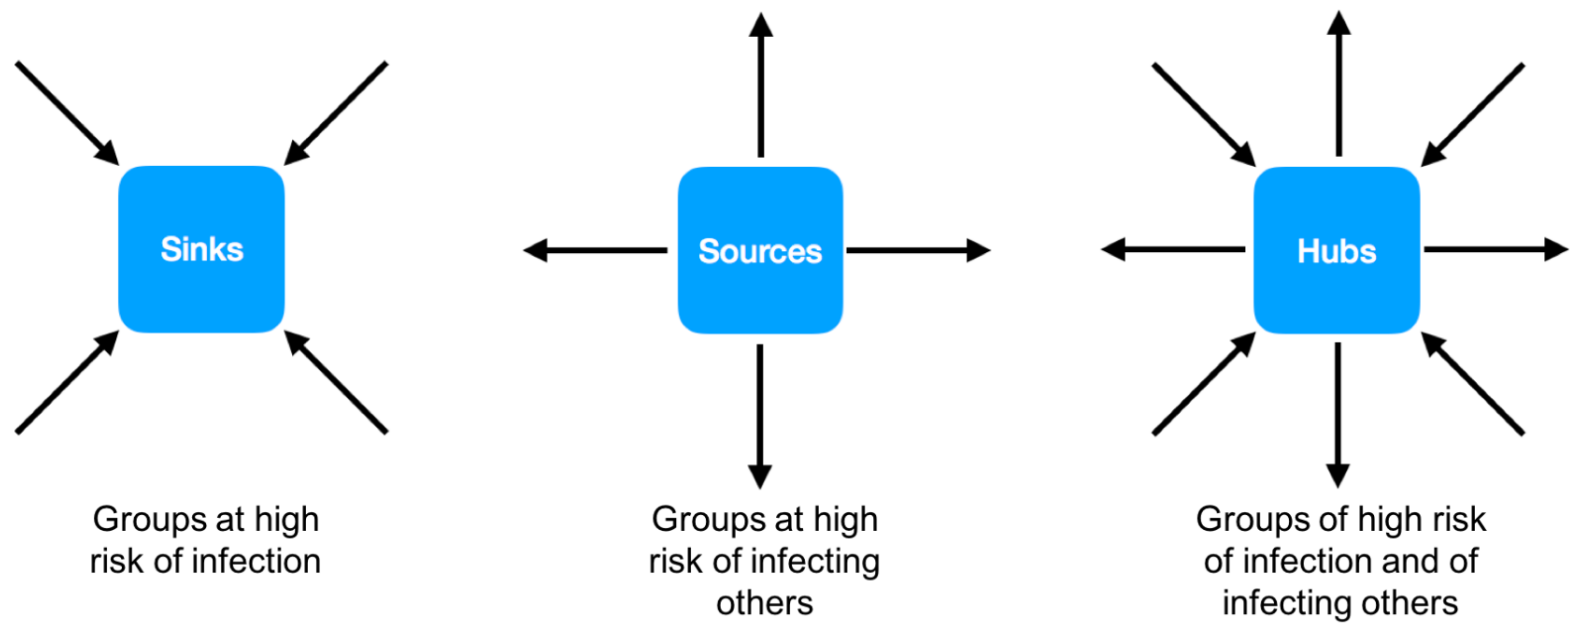 Sinks
Sources
Hubs
Groups at high
risk of infection
Groups at high
risk of infecting
others
Groups of high risk
of infection and of
infecting others